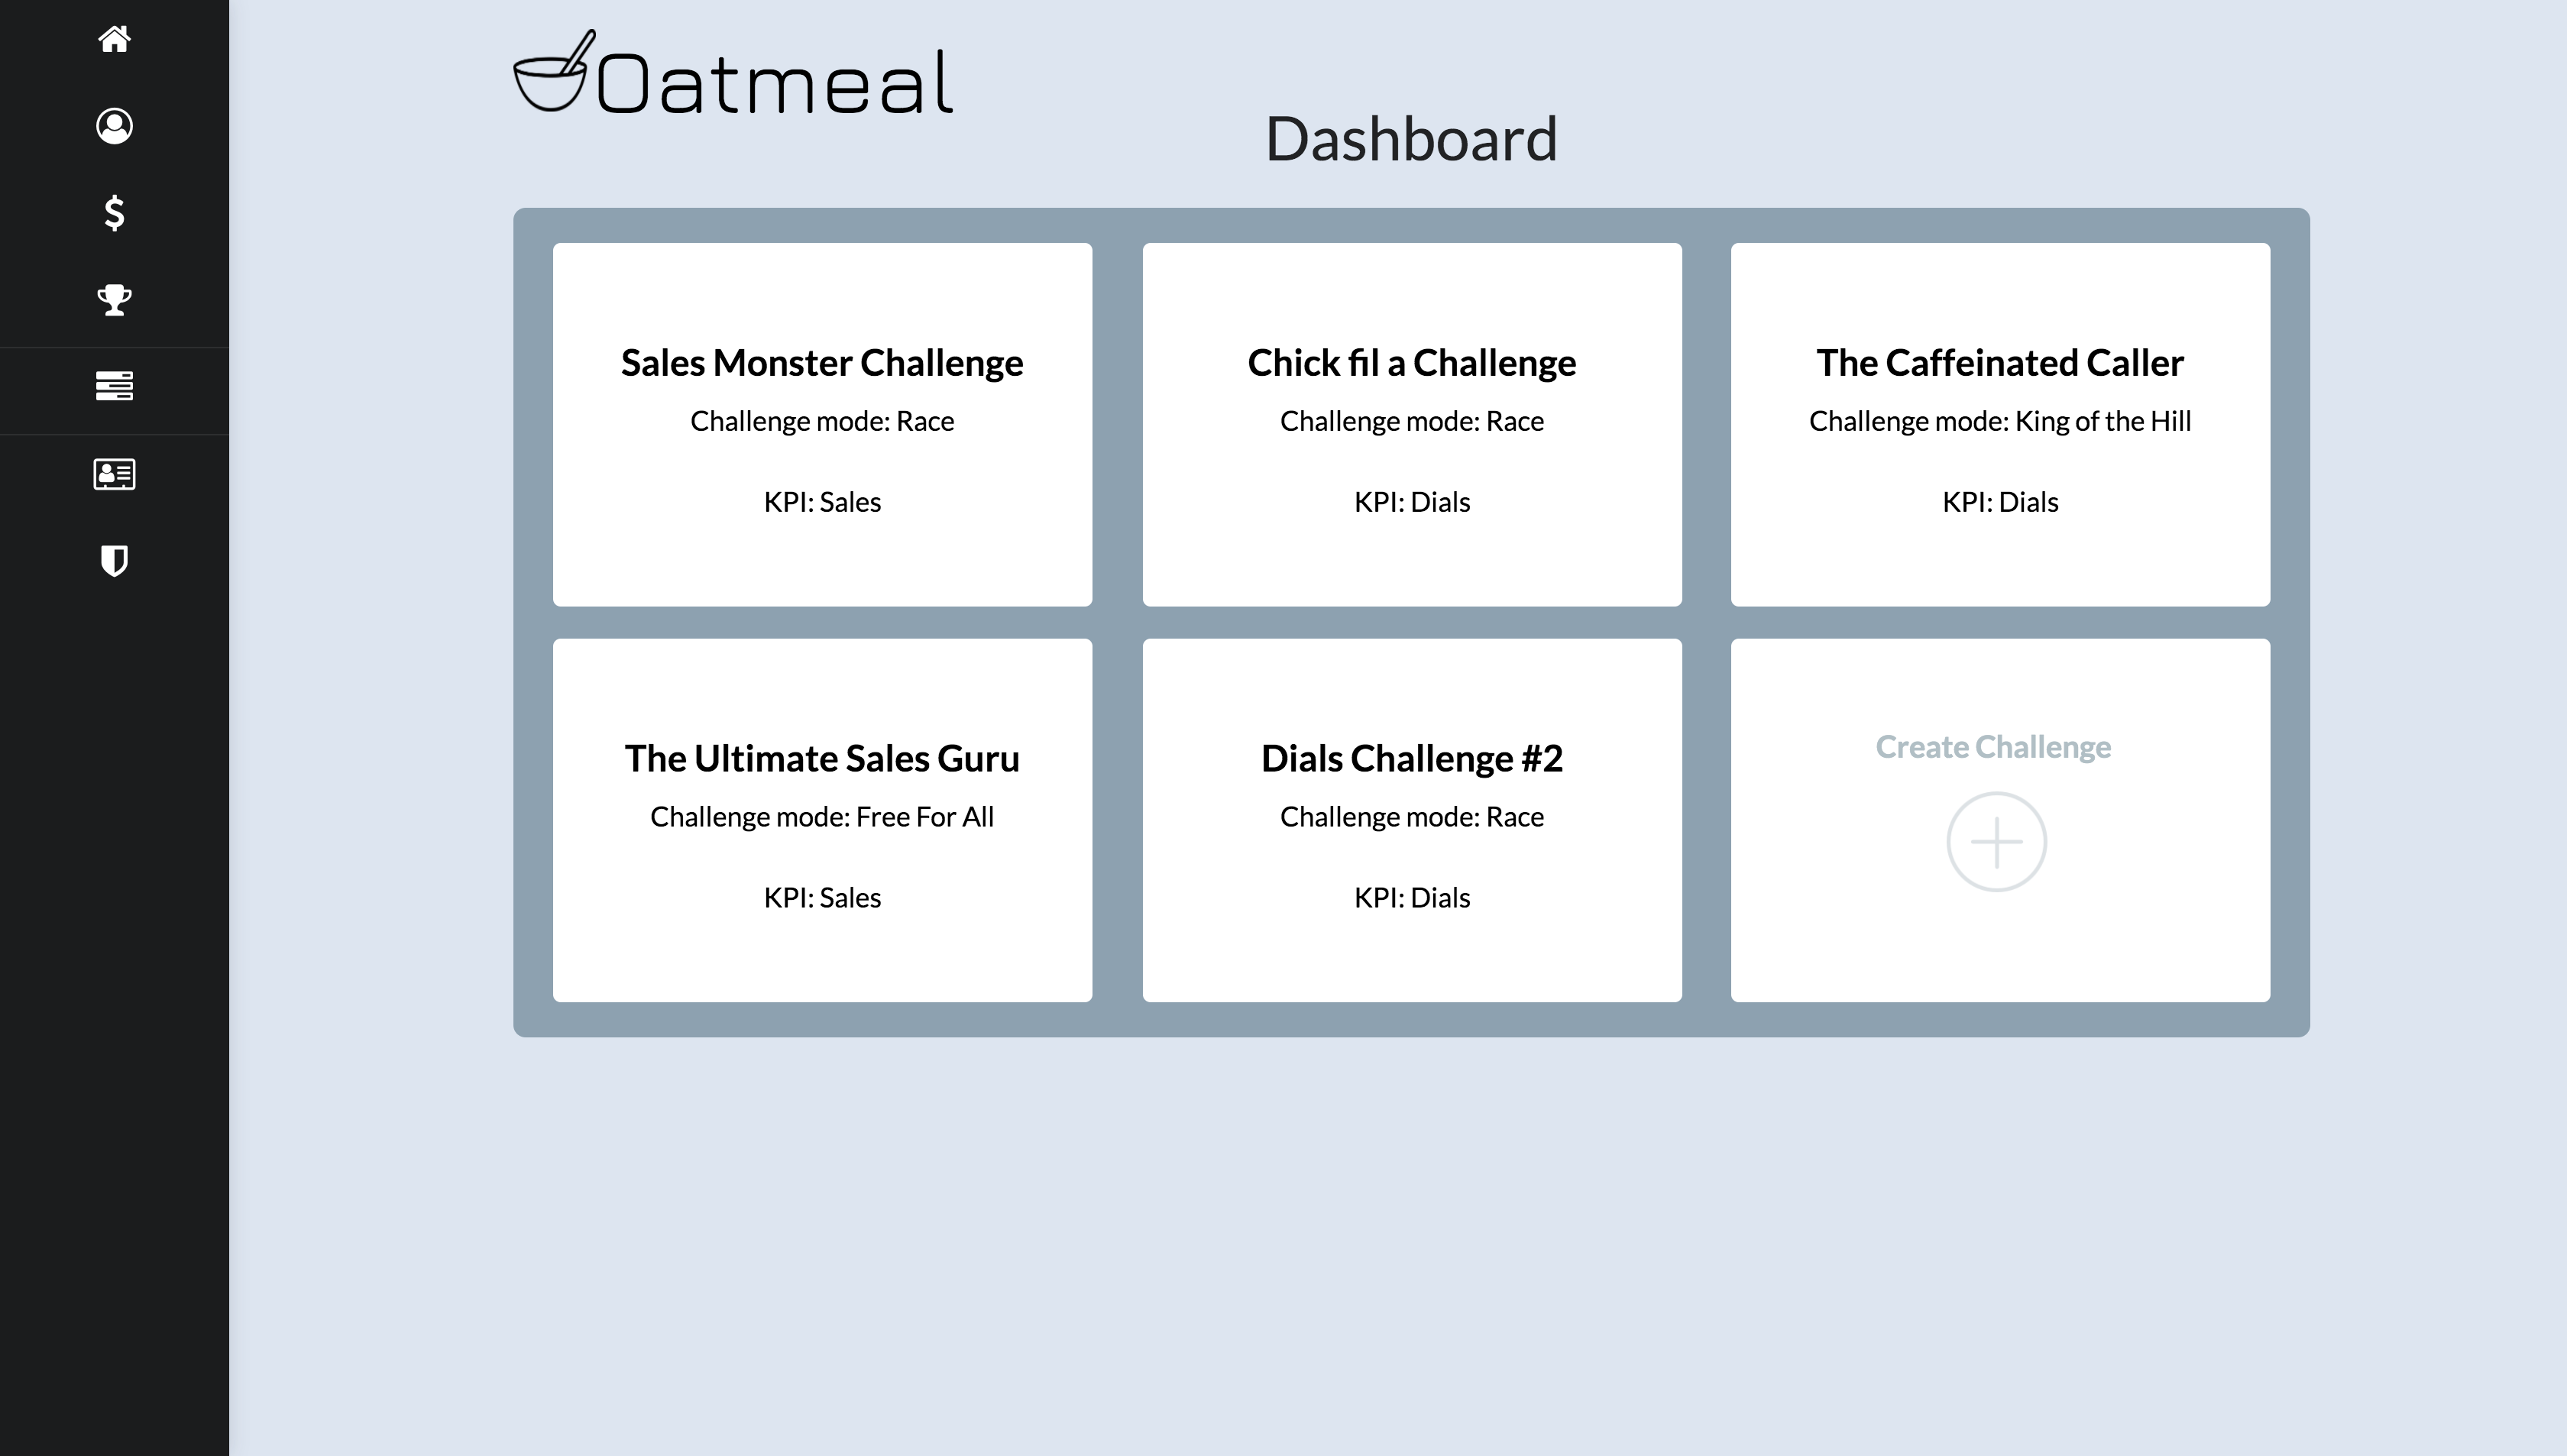 Oatmeal
Dashboard
Sales Monster Challenge
Challenge mode: Race
KPI: Sales
Chick fil a Challenge
Challenge mode: Race
KPI: Dials
The Caffeinated Caller
Challenge mode: King of the Hill
KPI: Dials
The Ultimate Sales Guru
Challenge mode: Free For All
KPI: Sales
Dials Challenge #2
Challenge mode: Race
KPI: Dials
Create Challenge